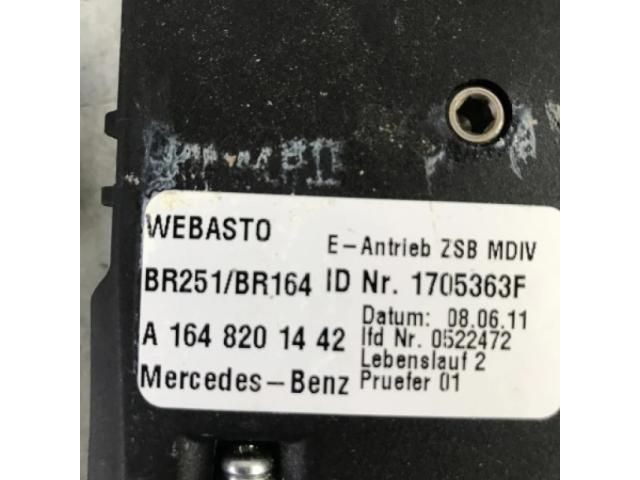 WEBASTO E-Antrieb ZSB MDIV
BR251/BR164 ID Nr. 1705363F
Datum: 08.06.11
A 164 820 14 42 lfd Nr. 0522472
Lebenslauf 2
Mercedes-Benz Pruefer 01